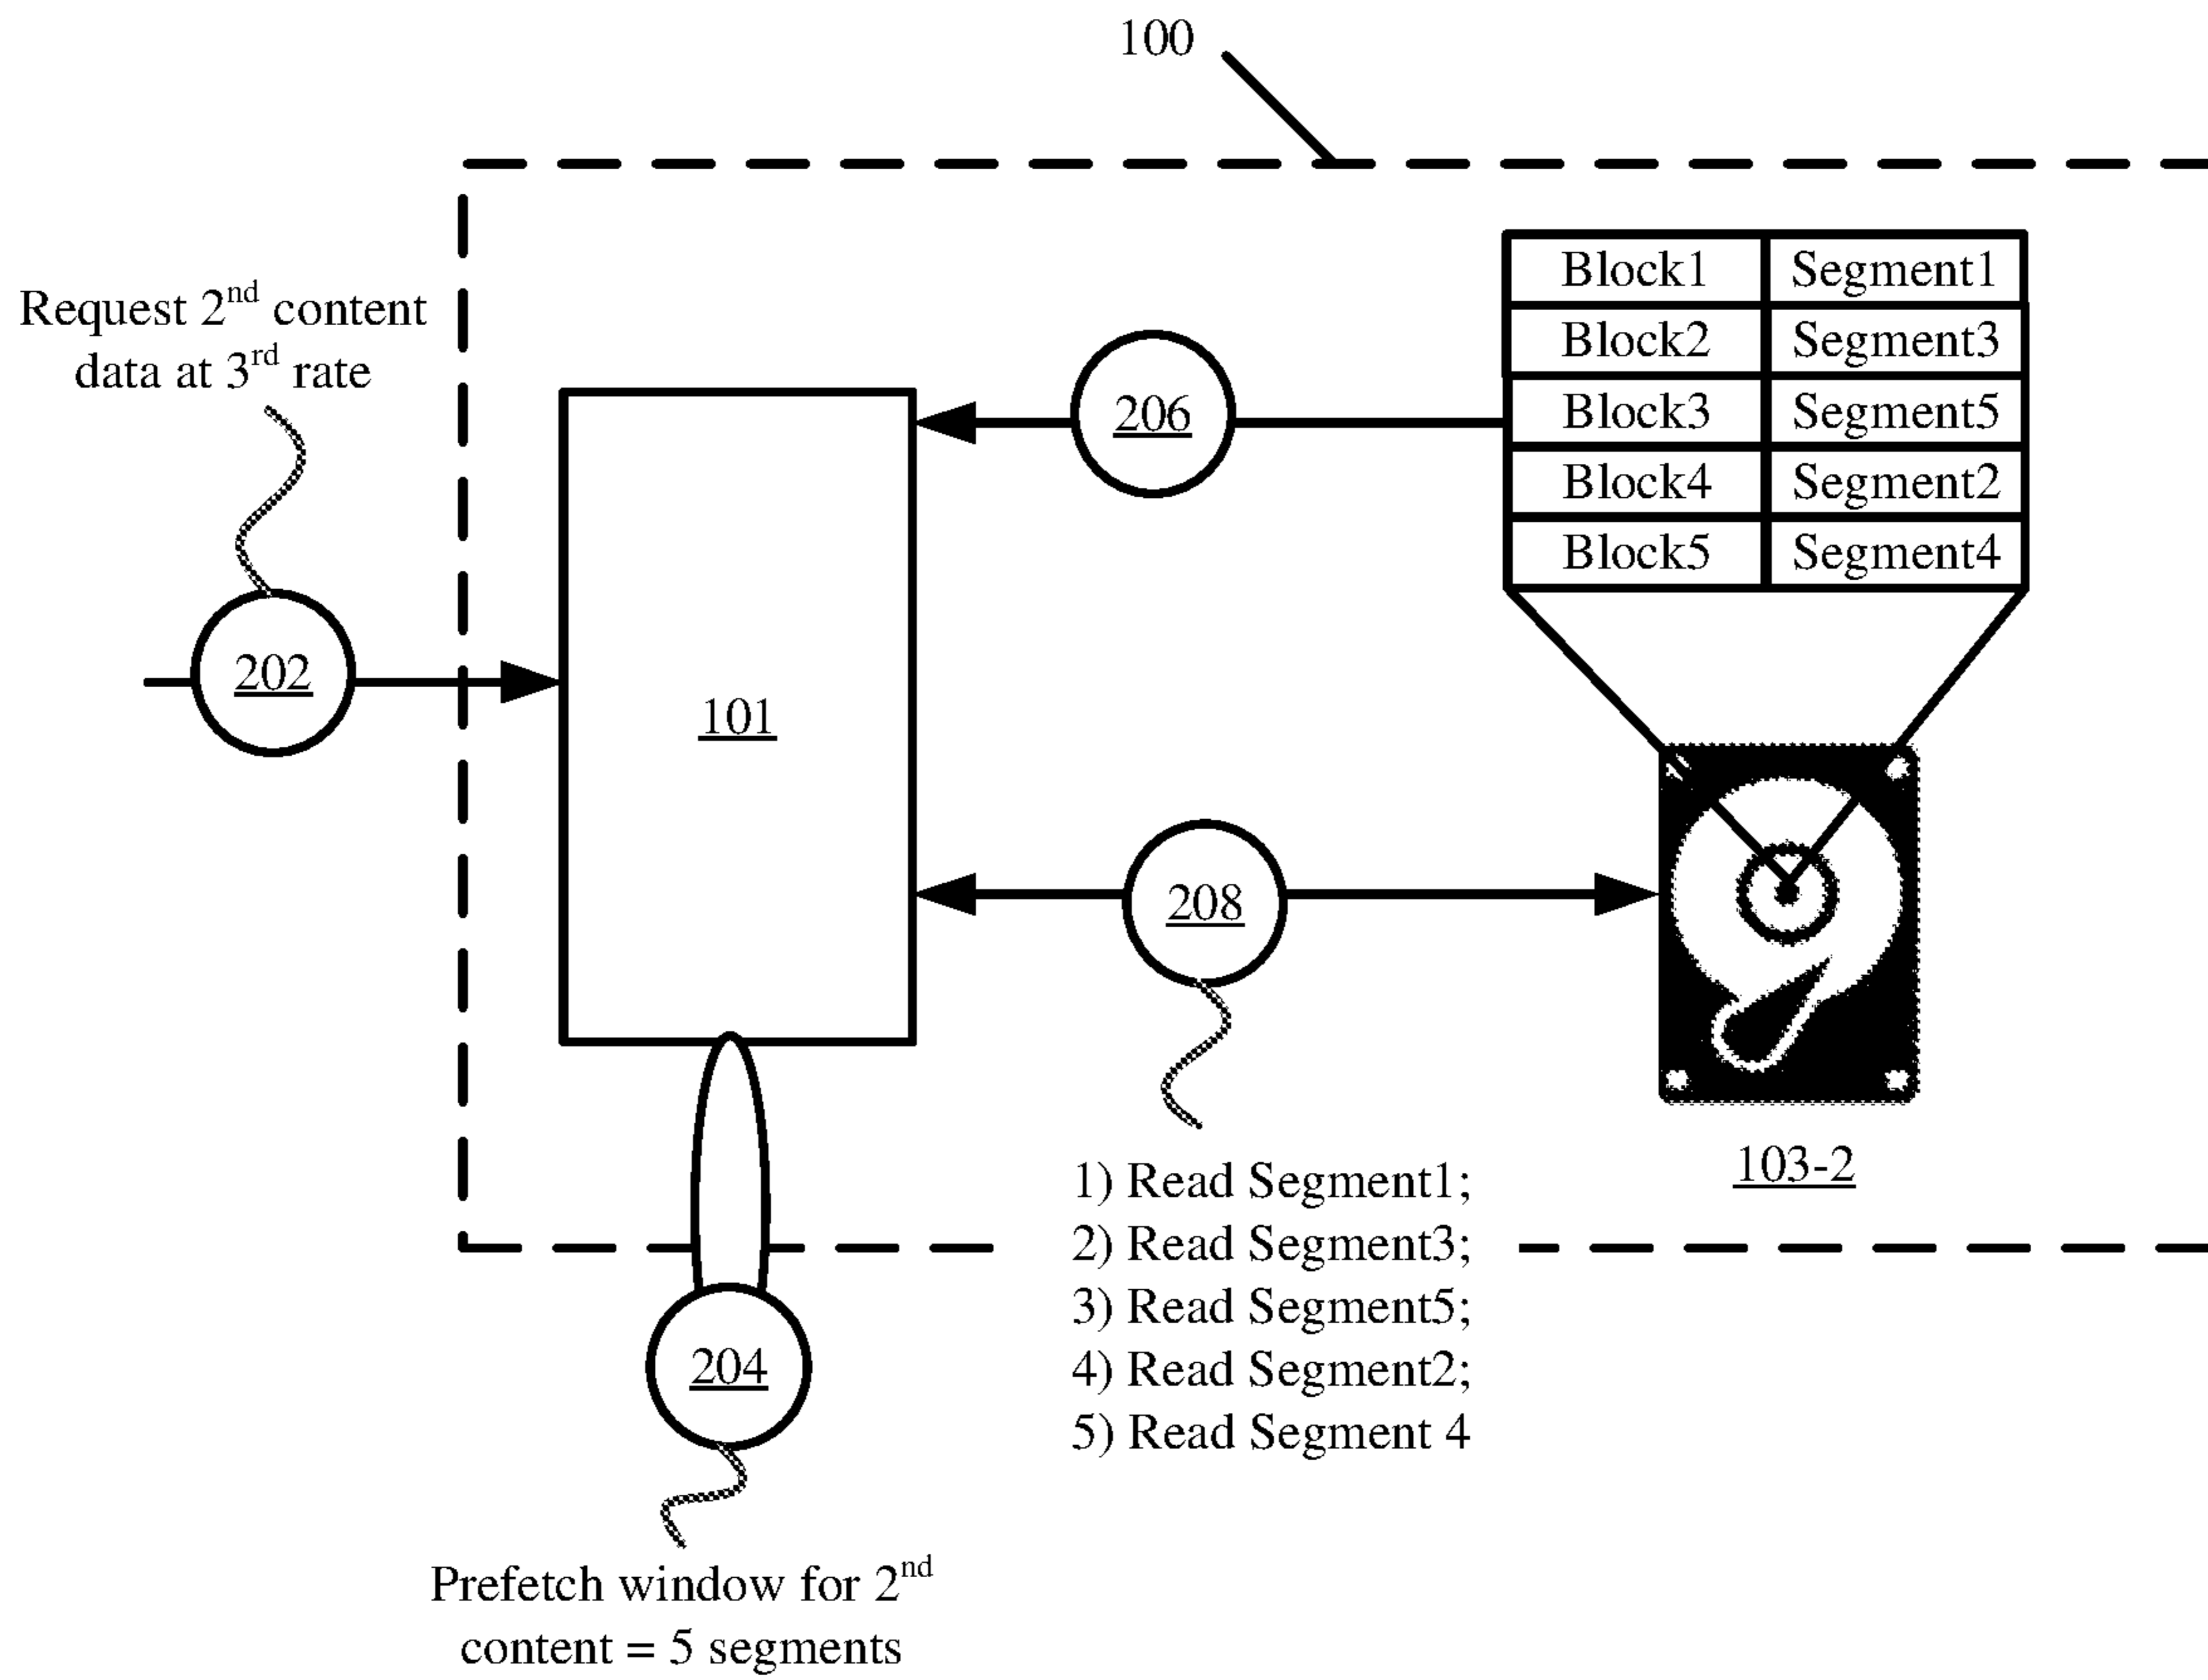 100
Request 2nd content
data at 3rd rate
Block1 Segment1
Block2 Segment3
Block3 Segment5
Block4 Segment2
Block5 Segment4
206
202
101
208
103-2
1) Read Segment1;
2) Read Segment3;
3) Read Segment5;
4) Read Segment2;
5) Read Segment 4
204
Prefetch window for 2nd
content = 5 segments